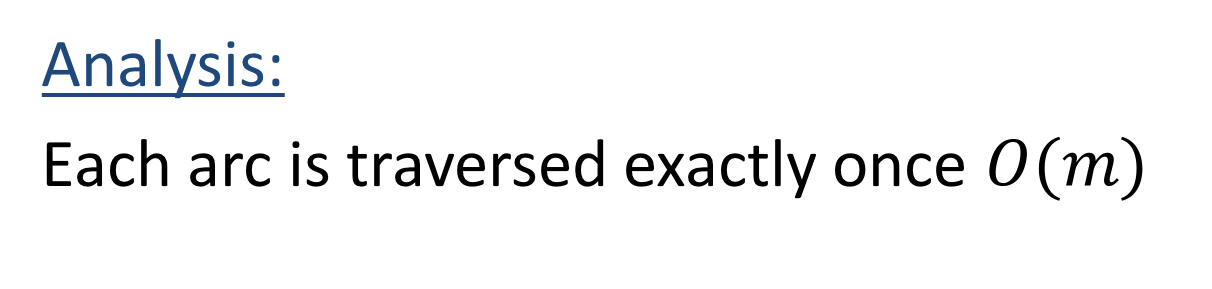 Analysis:
Each arc is traversed exactly once 𝑂(𝑚)